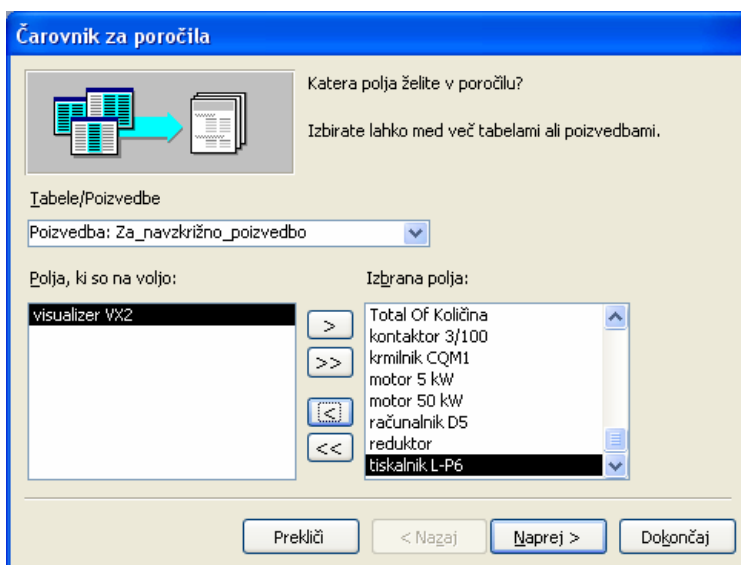 Čarovnik za poročila
Katera polja želite v poročilu?
Izbirate lahko med več tabelami ali poizvedbami.
Tabele/Poizvedbe
Poizvedba: Za_navzkrižno_poizvedbo
Polja, ki so na voljo:
Izbrana polja:
visualizer VX2
>
>>
<
<<
Total Of Količina
kontaktor 3/100
krmilnik CQM1
motor 5 kW
motor 50 kW
računalnik D5
reduktor
tiskalnik L-P6
Prekliči
< Nazaj
Naprej >
Dokončaj